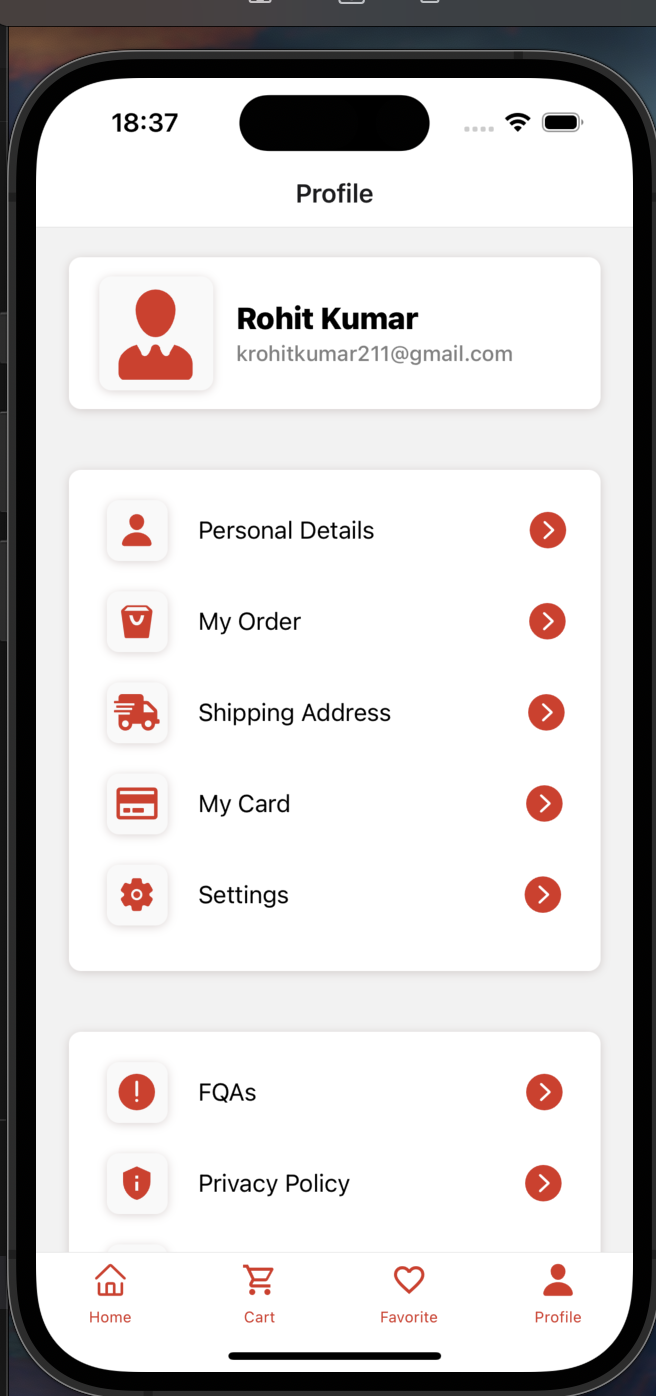 18:37
Profile
Rohit Kumar
krohitkumar211@gmail.com
Personal Details
My Order
Shipping Address
My Card
Settings
FQAs
Privacy Policy
Home
Cart
Favorite
Profile